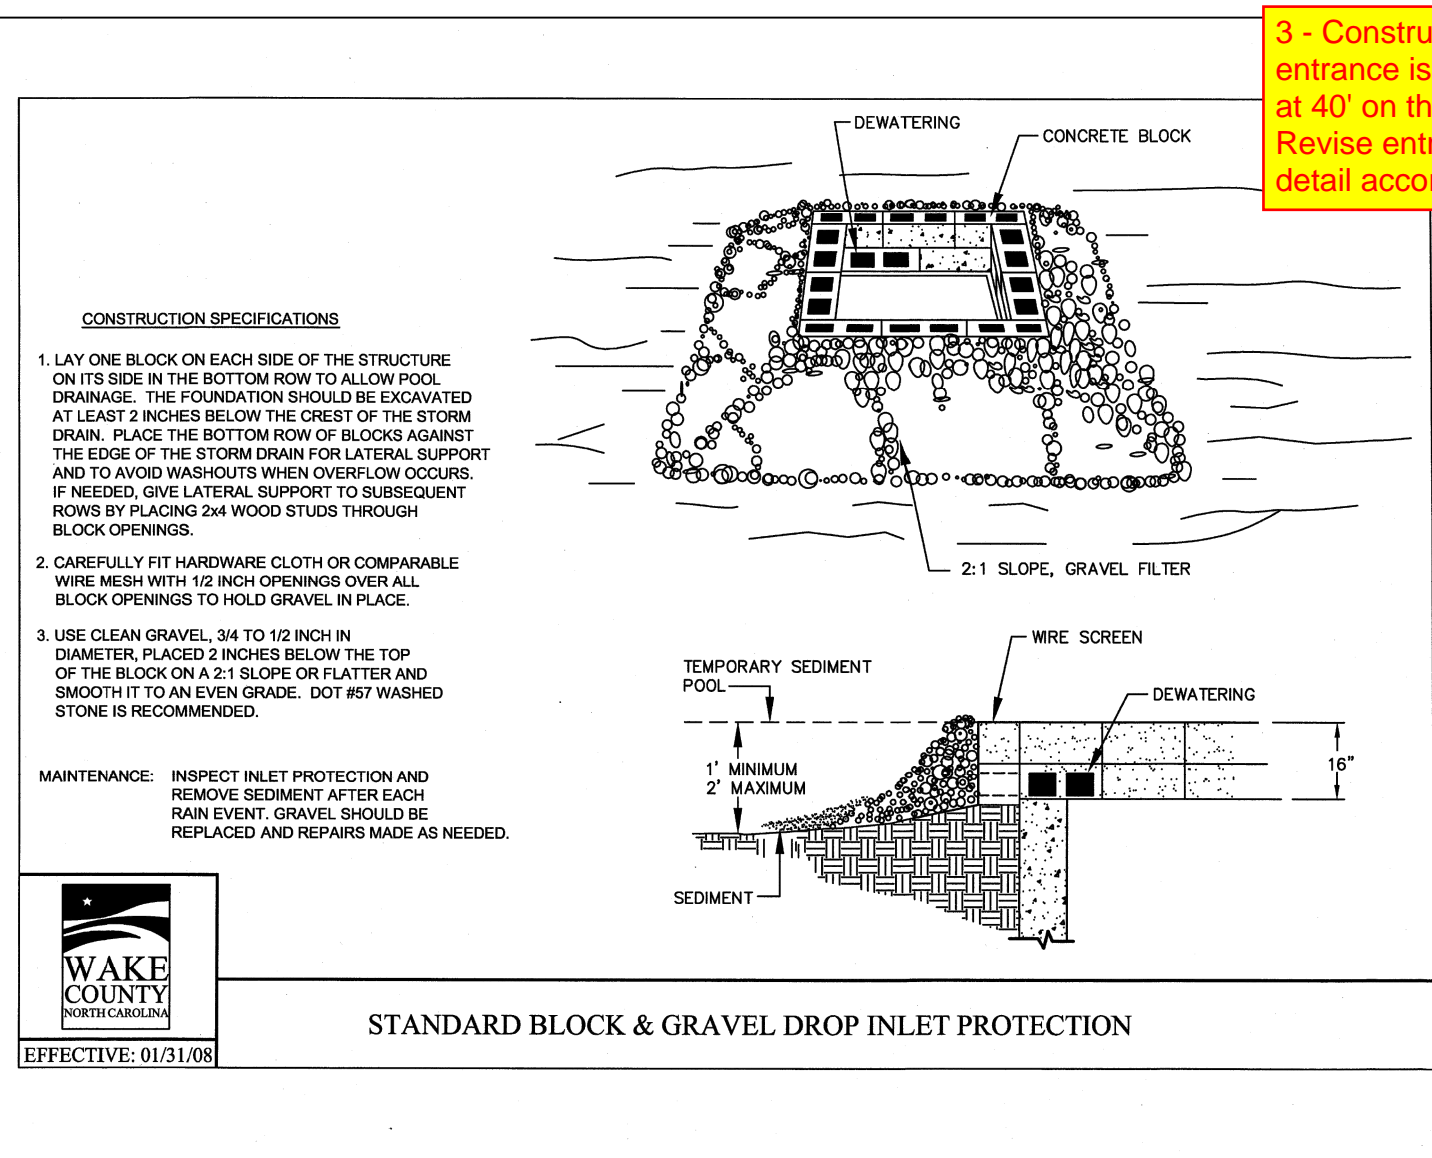 3 - Constru
entrance is
at 40' on th
Revise entr
detail accor
DEWATERING
CONCRETE BLOCK
2:1 SLOPE, GRAVEL FILTER
CONSTRUCTION SPECIFICATIONS
1. LAY ONE BLOCK ON EACH SIDE OF THE STRUCTURE
ON ITS SIDE IN THE BOTTOM ROW TO ALLOW POOL
DRAINAGE. THE FOUNDATION SHOULD BE EXCAVATED
AT LEAST 2 INCHES BELOW THE CREST OF THE STORM
DRAIN. PLACE THE BOTTOM ROW OF BLOCKS AGAINST
THE EDGE OF THE STORM DRAIN FOR LATERAL SUPPORT
AND TO AVOID WASHOUTS WHEN OVERFLOW OCCURS.
IF NEEDED, GIVE LATERAL SUPPORT TO SUBSEQUENT
ROWS BY PLACING 2x4 WOOD STUDS THROUGH
BLOCK OPENINGS.
2. CAREFULLY FIT HARDWARE CLOTH OR COMPARABLE
WIRE MESH WITH 1/2 INCH OPENINGS OVER ALL
BLOCK OPENINGS TO HOLD GRAVEL IN PLACE.
3. USE CLEAN GRAVEL, 3/4 TO 1/2 INCH IN
DIAMETER, PLACED 2 INCHES BELOW THE TOP
OF THE BLOCK ON A 2:1 SLOPE OR FLATTER AND
SMOOTH IT TO AN EVEN GRADE. DOT #57 WASHED
STONE IS RECOMMENDED.
MAINTENANCE: INSPECT INLET PROTECTION AND
REMOVE SEDIMENT AFTER EACH
RAIN EVENT. GRAVEL SHOULD BE
REPLACED AND REPAIRS MADE AS NEEDED.
WIRE SCREEN
TEMPORARY SEDIMENT
POOL
DEWATERING
1' MINIMUM
2' MAXIMUM
16"
SEDIMENT
WAKE
COUNTY
NORTH CAROLINA
EFFECTIVE: 01/31/08
STANDARD BLOCK & GRAVEL DROP INLET PROTECTION